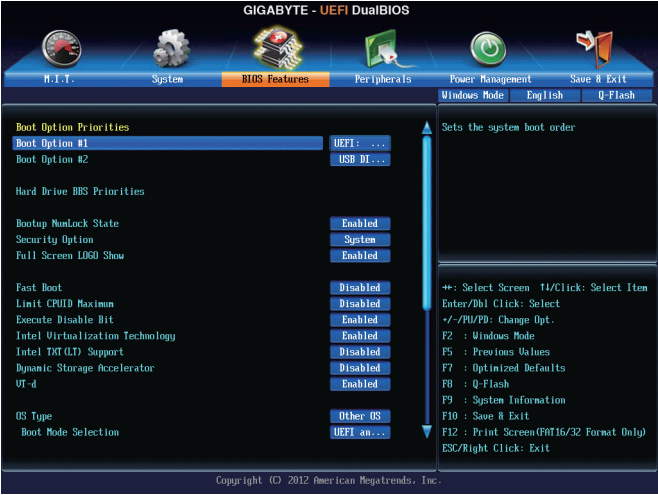 GIGABYTE - UEFI DualBIOS
M.I.T. System BIOS Features Peripherals Power Management Save & Exit
Windows Mode English Q-Flash
Boot Option Priorities
Boot Option #1 UEFI: ...
Boot Option #2 USB DI...
Hard Drive BBS Priorities
Bootup NumLock State Enabled
Security Option System
Full Screen LOGO Show Enabled
Fast Boot Disabled
Limit CPUID Maximum Disabled
Execute Disable Bit Enabled
Intel Virtualization Technology Enabled
Intel TXT(LT) Support Disabled
Dynamic Storage Accelerator Disabled
VT-d Enabled
OS Type Other OS
Boot Mode Selection UEFI an...
Sets the system boot order
↔: Select Screen ↑↓/Click: Select Item
Enter/Dbl Click: Select
+/-/PU/PD: Change Opt.
F2 : Windows Mode
F5 : Previous Values
F7 : Optimized Defaults
F8 : Q-Flash
F9 : System Information
F10 : Save & Exit
F12 : Print Screen(FAT16/32 Format Only)
ESC/Right Click: Exit
Copyright (C) 2012 American Megatrends, Inc.